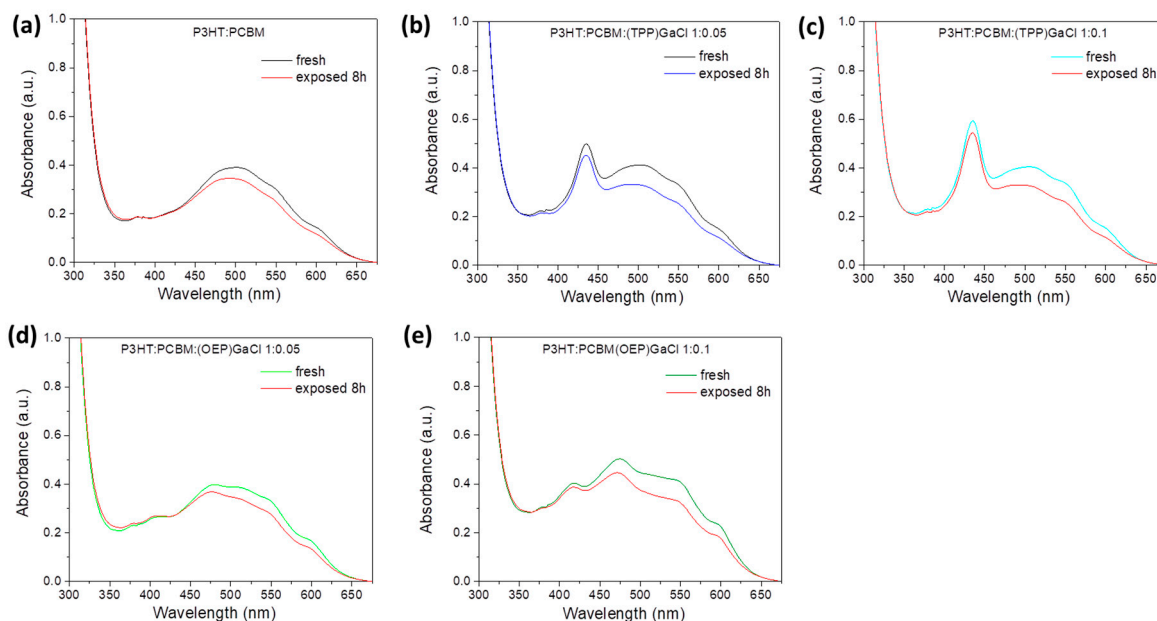 (a)
P3HT:PCBM
fresh
exposed 8h
Absorbance (a.u.)
1.0
0.8
0.6
0.4
0.2
0.0
300 350 400 450 500 550 600 650
Wavelength (nm)
(b)
P3HT:PCBM:(TPP)GaCl 1:0.05
fresh
exposed 8h
Absorbance (a.u.)
1.0
0.8
0.6
0.4
0.2
0.0
300 350 400 450 500 550 600 650
Wavelength (nm)
(c)
P3HT:PCBM:(TPP)GaCl 1:0.1
fresh
exposed 8h
Absorbance (a.u.)
1.0
0.8
0.6
0.4
0.2
0.0
300 350 400 450 500 550 600 650
Wavelength (nm)
(d)
P3HT:PCBM:(OEP)GaCl 1:0.05
fresh
exposed 8h
Absorbance (a.u.)
1.0
0.8
0.6
0.4
0.2
0.0
300 350 400 450 500 550 600 650
Wavelength (nm)
(e)
P3HT:PCBM(OEP)GaCl 1:0.1
fresh
exposed 8h
Absorbance (a.u.)
1.0
0.8
0.6
0.4
0.2
0.0
300 350 400 450 500 550 600 650
Wavelength (nm)